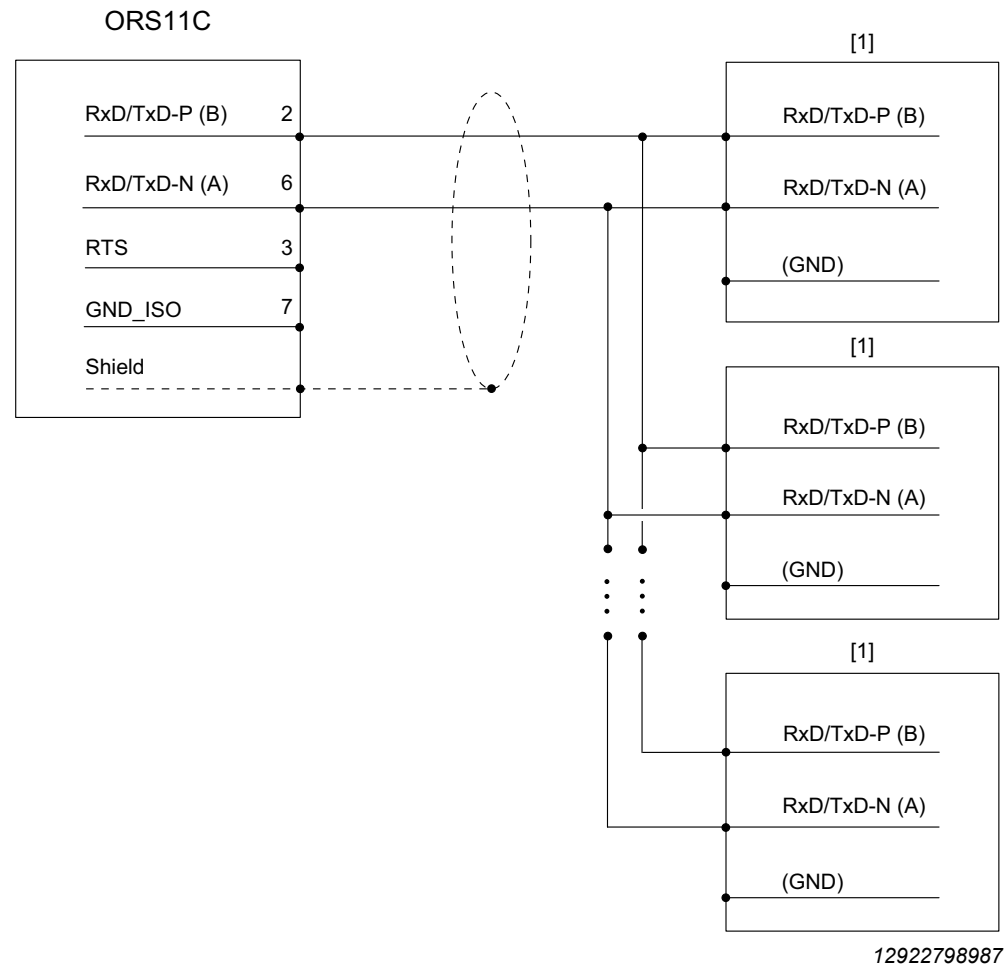 ORS11C
RxD/TxD-P (B) 2
RxD/TxD-N (A) 6
RTS 3
GND_ISO 7
Shield
[1]
RxD/TxD-P (B)
RxD/TxD-N (A)
(GND)
[1]
RxD/TxD-P (B)
RxD/TxD-N (A)
(GND)
[1]
RxD/TxD-P (B)
RxD/TxD-N (A)
(GND)
12922798987